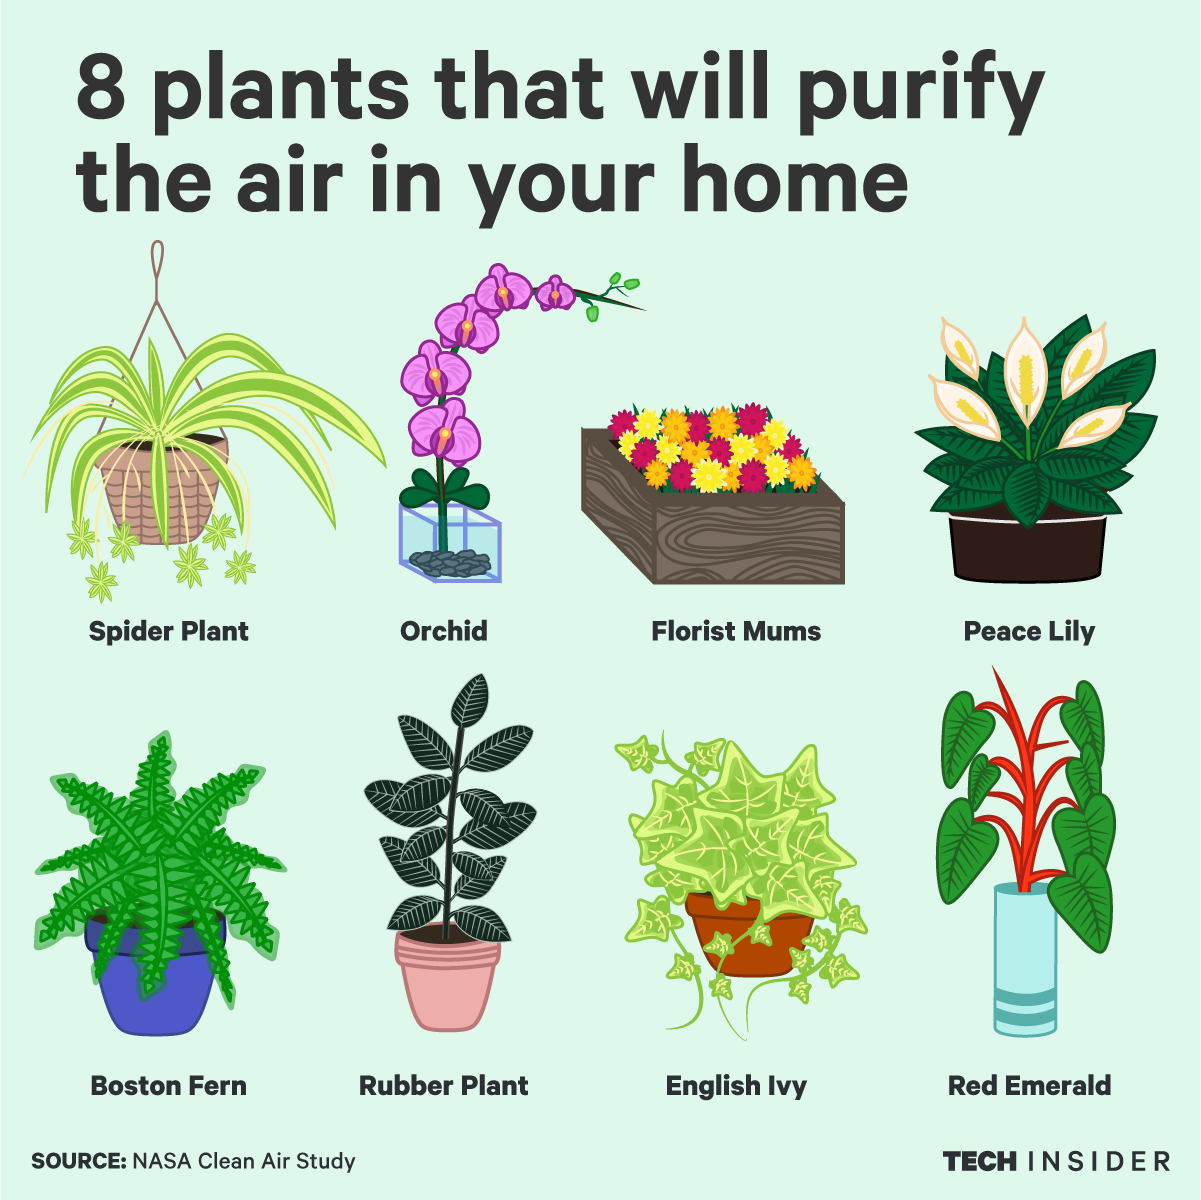 8 plants that will purify
the air in your home
Spider Plant
Orchid
Florist Mums
Peace Lily
Boston Fern
Rubber Plant
English Ivy
Red Emerald
SOURCE: NASA Clean Air Study
TECH INSIDER